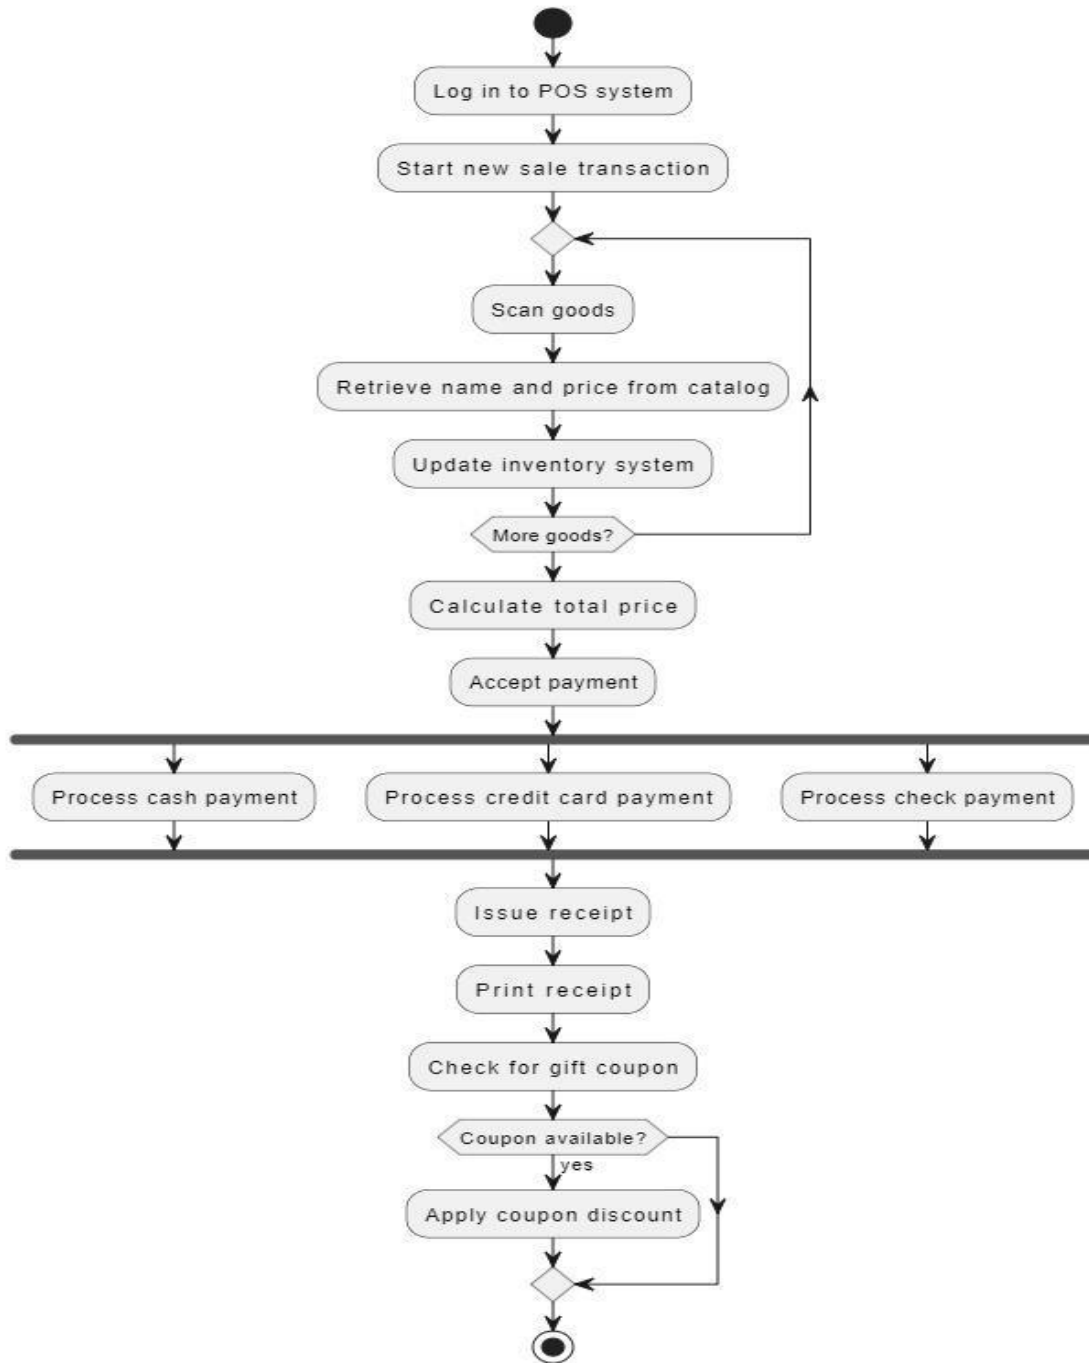 Log in to POS system
Start new sale transaction
Scan goods
Retrieve name and price from catalog
Update inventory system
More goods?
Calculate total price
Accept payment
Process cash payment
Process credit card payment
Process check payment
Issue receipt
Print receipt
Check for gift coupon
Coupon available?
yes
Apply coupon discount